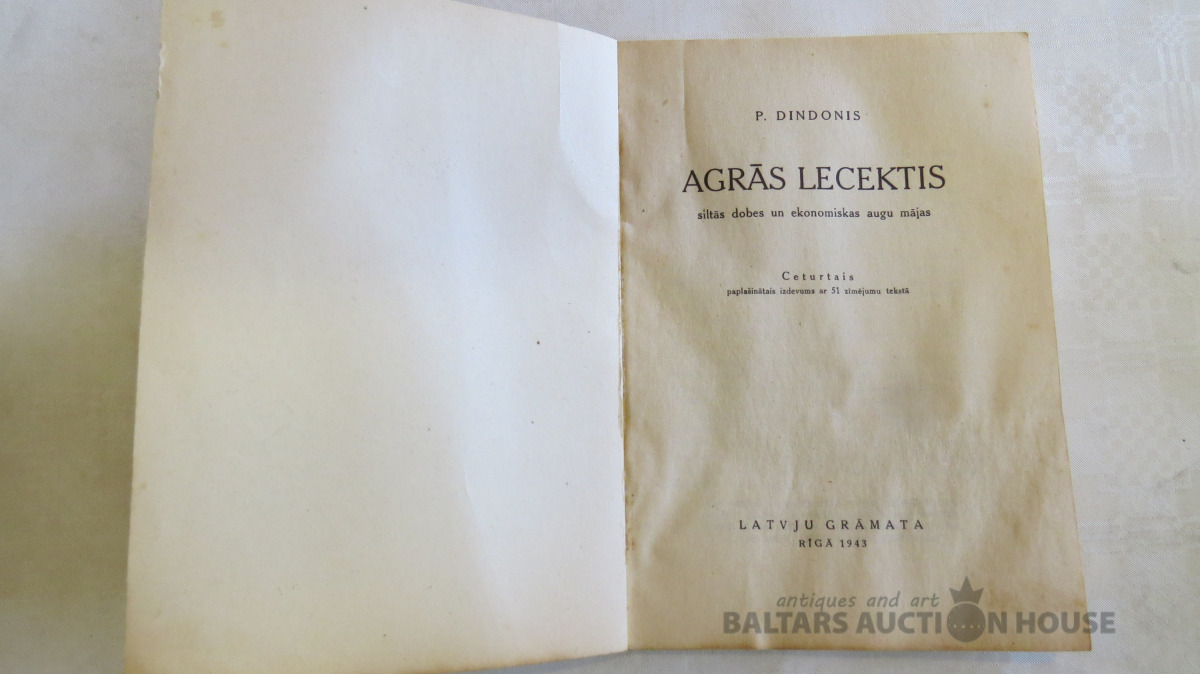 P. DINDONIS
AGRĀS LECEKTIS
siltās dobes un ekonomiskas augu mājas
Ceturtais
paplašinātais izdevums ar 51 zīmējumu tekstā
LATVJU GRĀMATA
RĪGĀ 1943
antiques and art
BALTARS AUCTION HOUSE